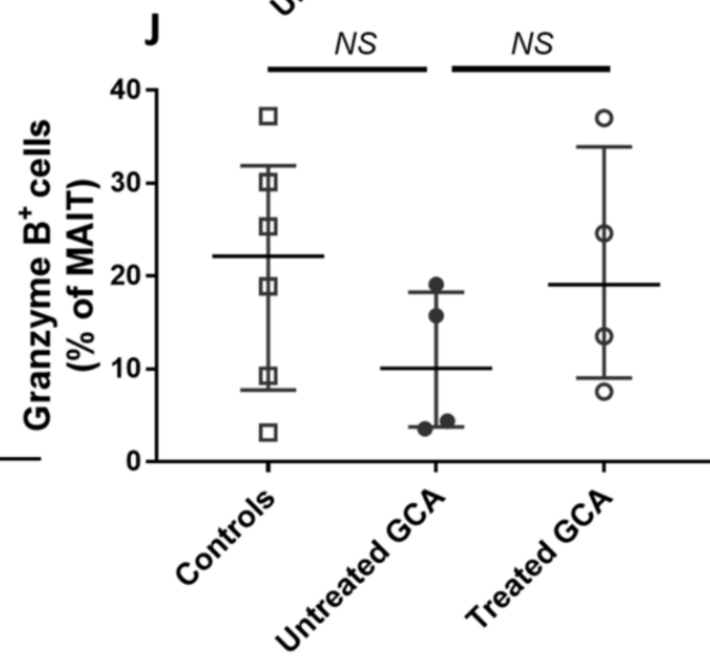 J
NS
NS
Granzyme B+ cells
(% of MAIT)
40
30
20
10
0
Controls
Untreated GCA
Treated GCA